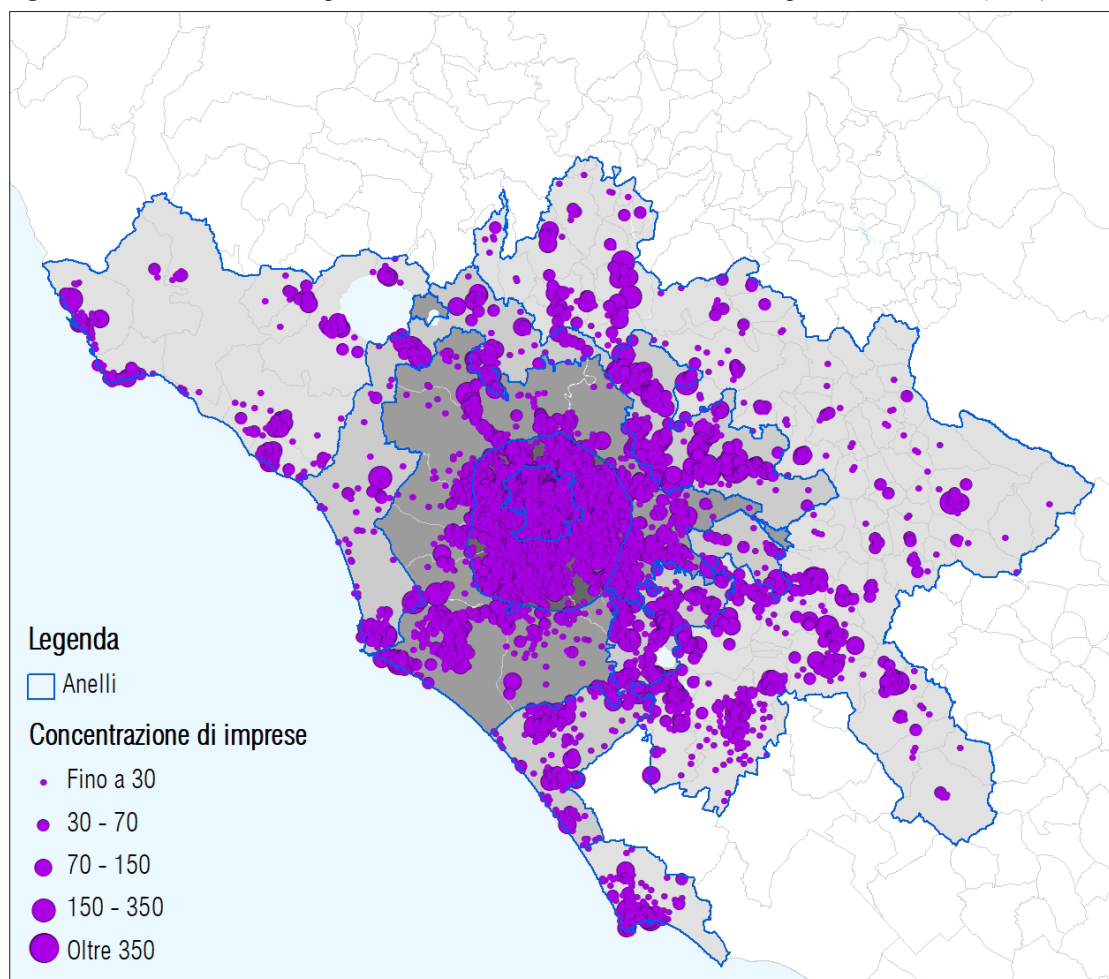 Legenda
Anelli
Concentrazione di imprese
Fino a 30
30 - 70
70 - 150
150 - 350
Oltre 350